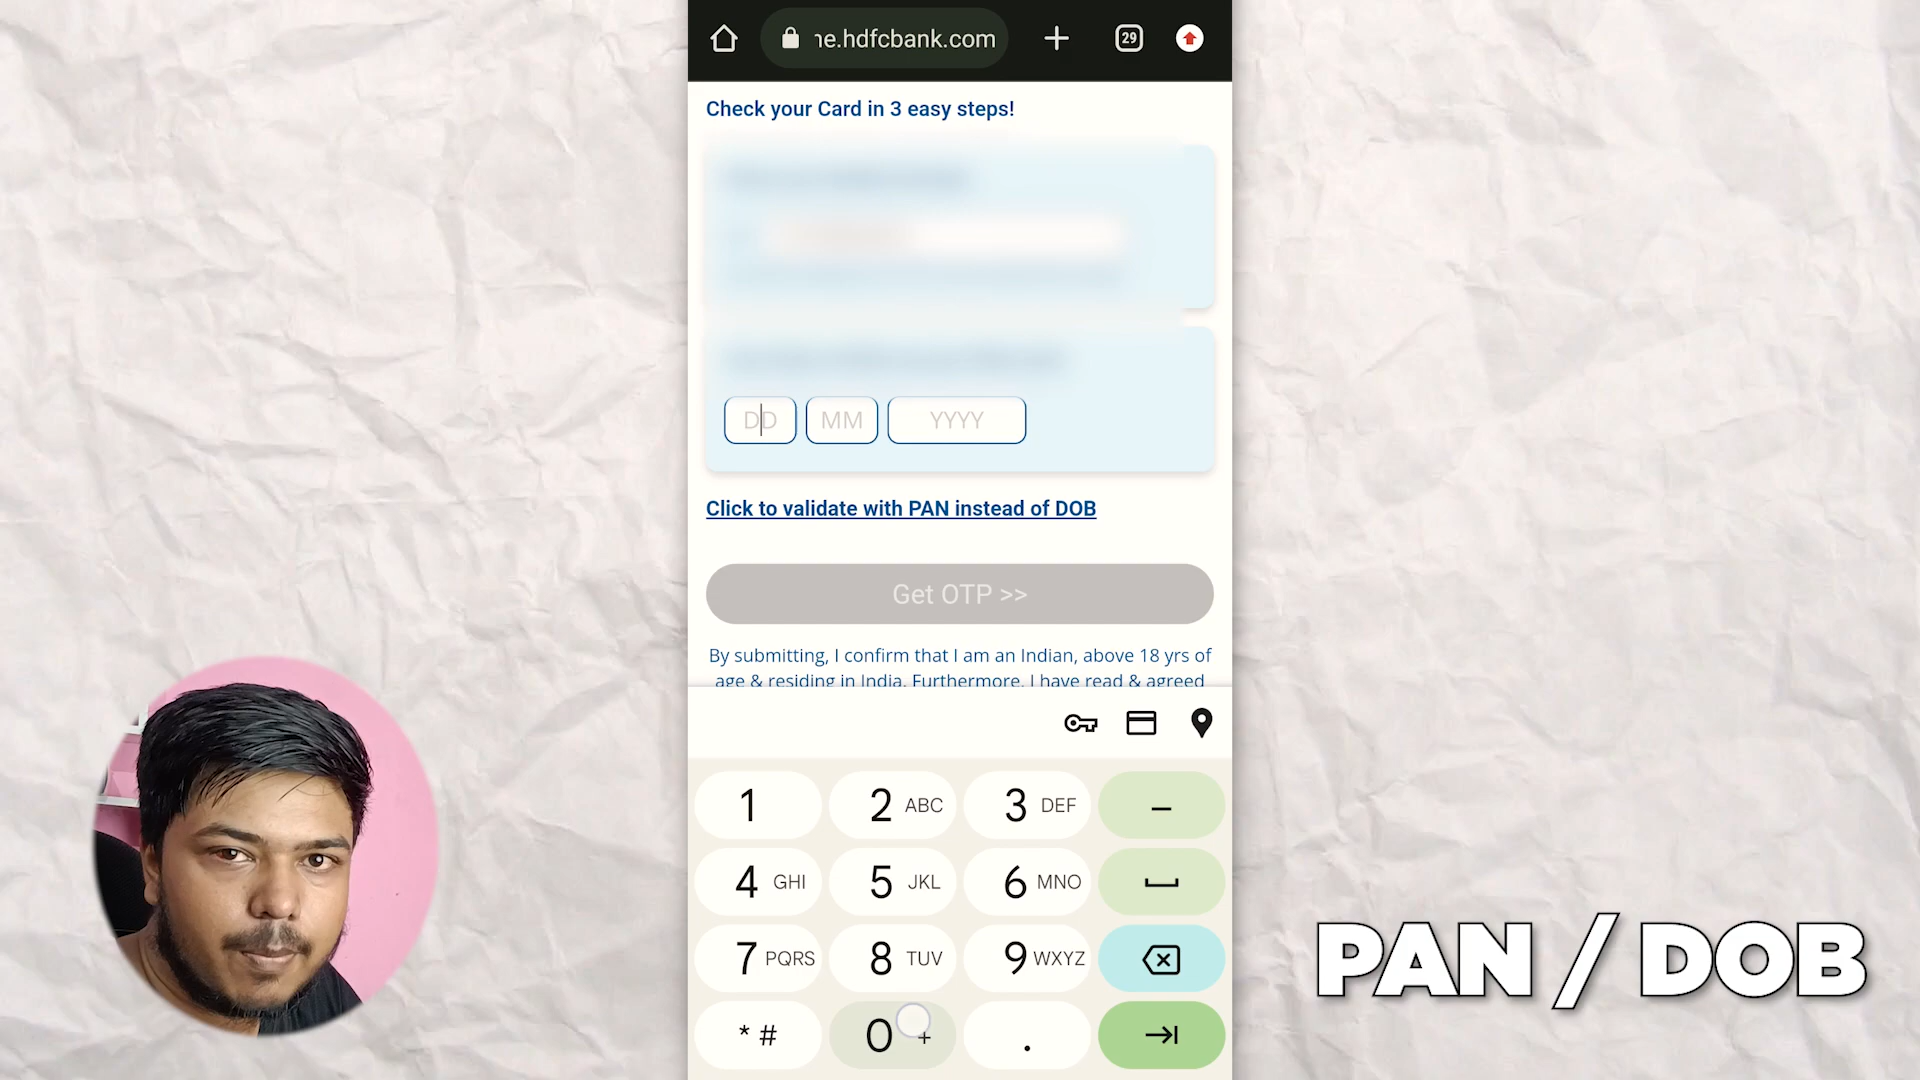 ne.hdfcbank.com
29
Check your Card in 3 easy steps!
DD MM YYYY
Click to validate with PAN instead of DOB
Get OTP >>
By submitting, I confirm that I am an Indian, above 18 yrs of
age & residing in India. Furthermore, I have read & agreed
1 2 ABC 3 DEF –
4 GHI 5 JKL 6 MNO
7 PQRS 8 TUV 9 WXYZ
* # 0 + .
PAN / DOB